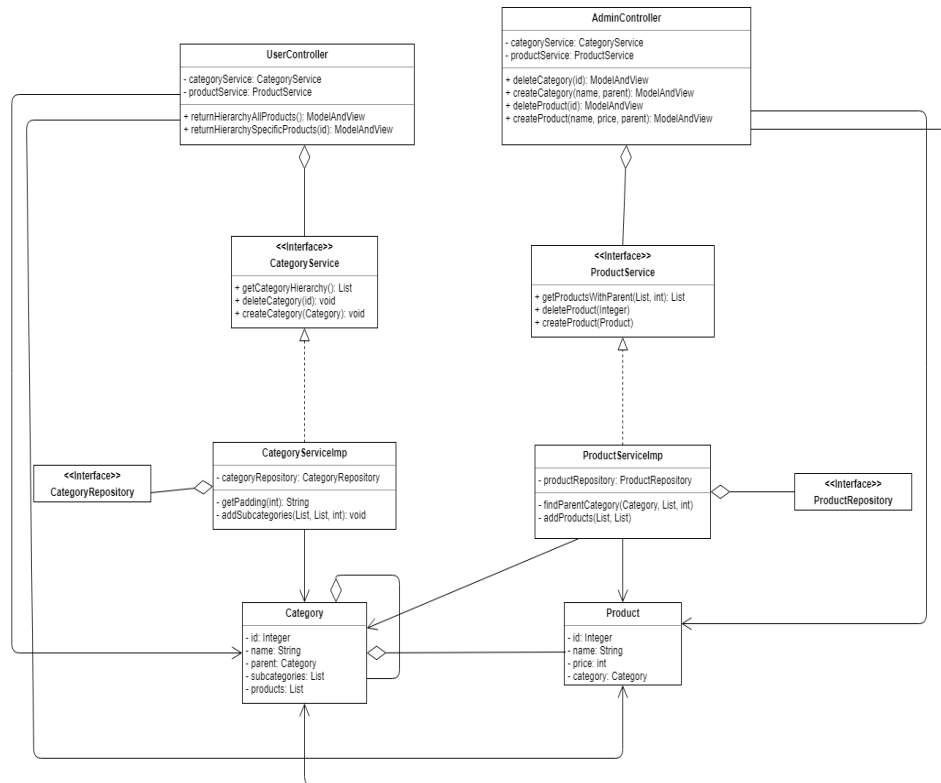 UserController
- categoryService: CategoryService
- productService: ProductService
+ returnHierarchyAllProducts(): ModelAndView
+ returnHierarchySpecificProducts(id): ModelAndView
AdminController
- categoryService: CategoryService
- productService: ProductService
+ deleteCategory(id): ModelAndView
+ createCategory(name, parent): ModelAndView
+ deleteProduct(id): ModelAndView
+ createProduct(name, price, parent): ModelAndView
<<Interface>>
CategoryService
+ getCategoryHierarchy(): List
+ deleteCategory(id): void
+ createCategory(Category): void
<<Interface>>
ProductService
+ getProductsWithParent(List, int): List
+ deleteProduct(Integer)
+ createProduct(Product)
<<Interface>>
CategoryRepository
CategoryServiceImp
- categoryRepository: CategoryRepository
- getPadding(int): String
- addSubcategories(List, List, int): void
ProductServiceImp
- productRepository: ProductRepository
- findParentCategory(Category, List, int)
- addProducts(List, List)
<<Interface>>
ProductRepository
Category
- id: Integer
- name: String
- parent: Category
- subcategories: List
- products: List
Product
- id: Integer
- name: String
- price: int
- category: Category